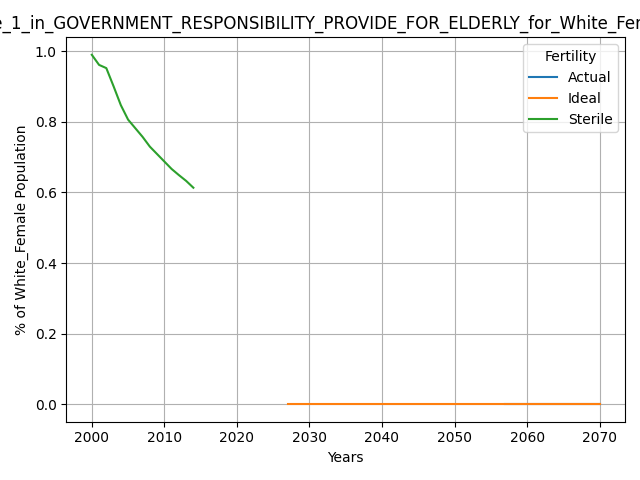 e_1_in_GOVERNMENT_RESPONSIBILITY_PROVIDE_FOR_ELDERLY_for_White_Fe
Fertility
Actual
Ideal
Sterile
% of White_Female Population
1.0
0.8
0.6
0.4
0.2
0.0
2000 2010 2020 2030 2040 2050 2060 2070
Years